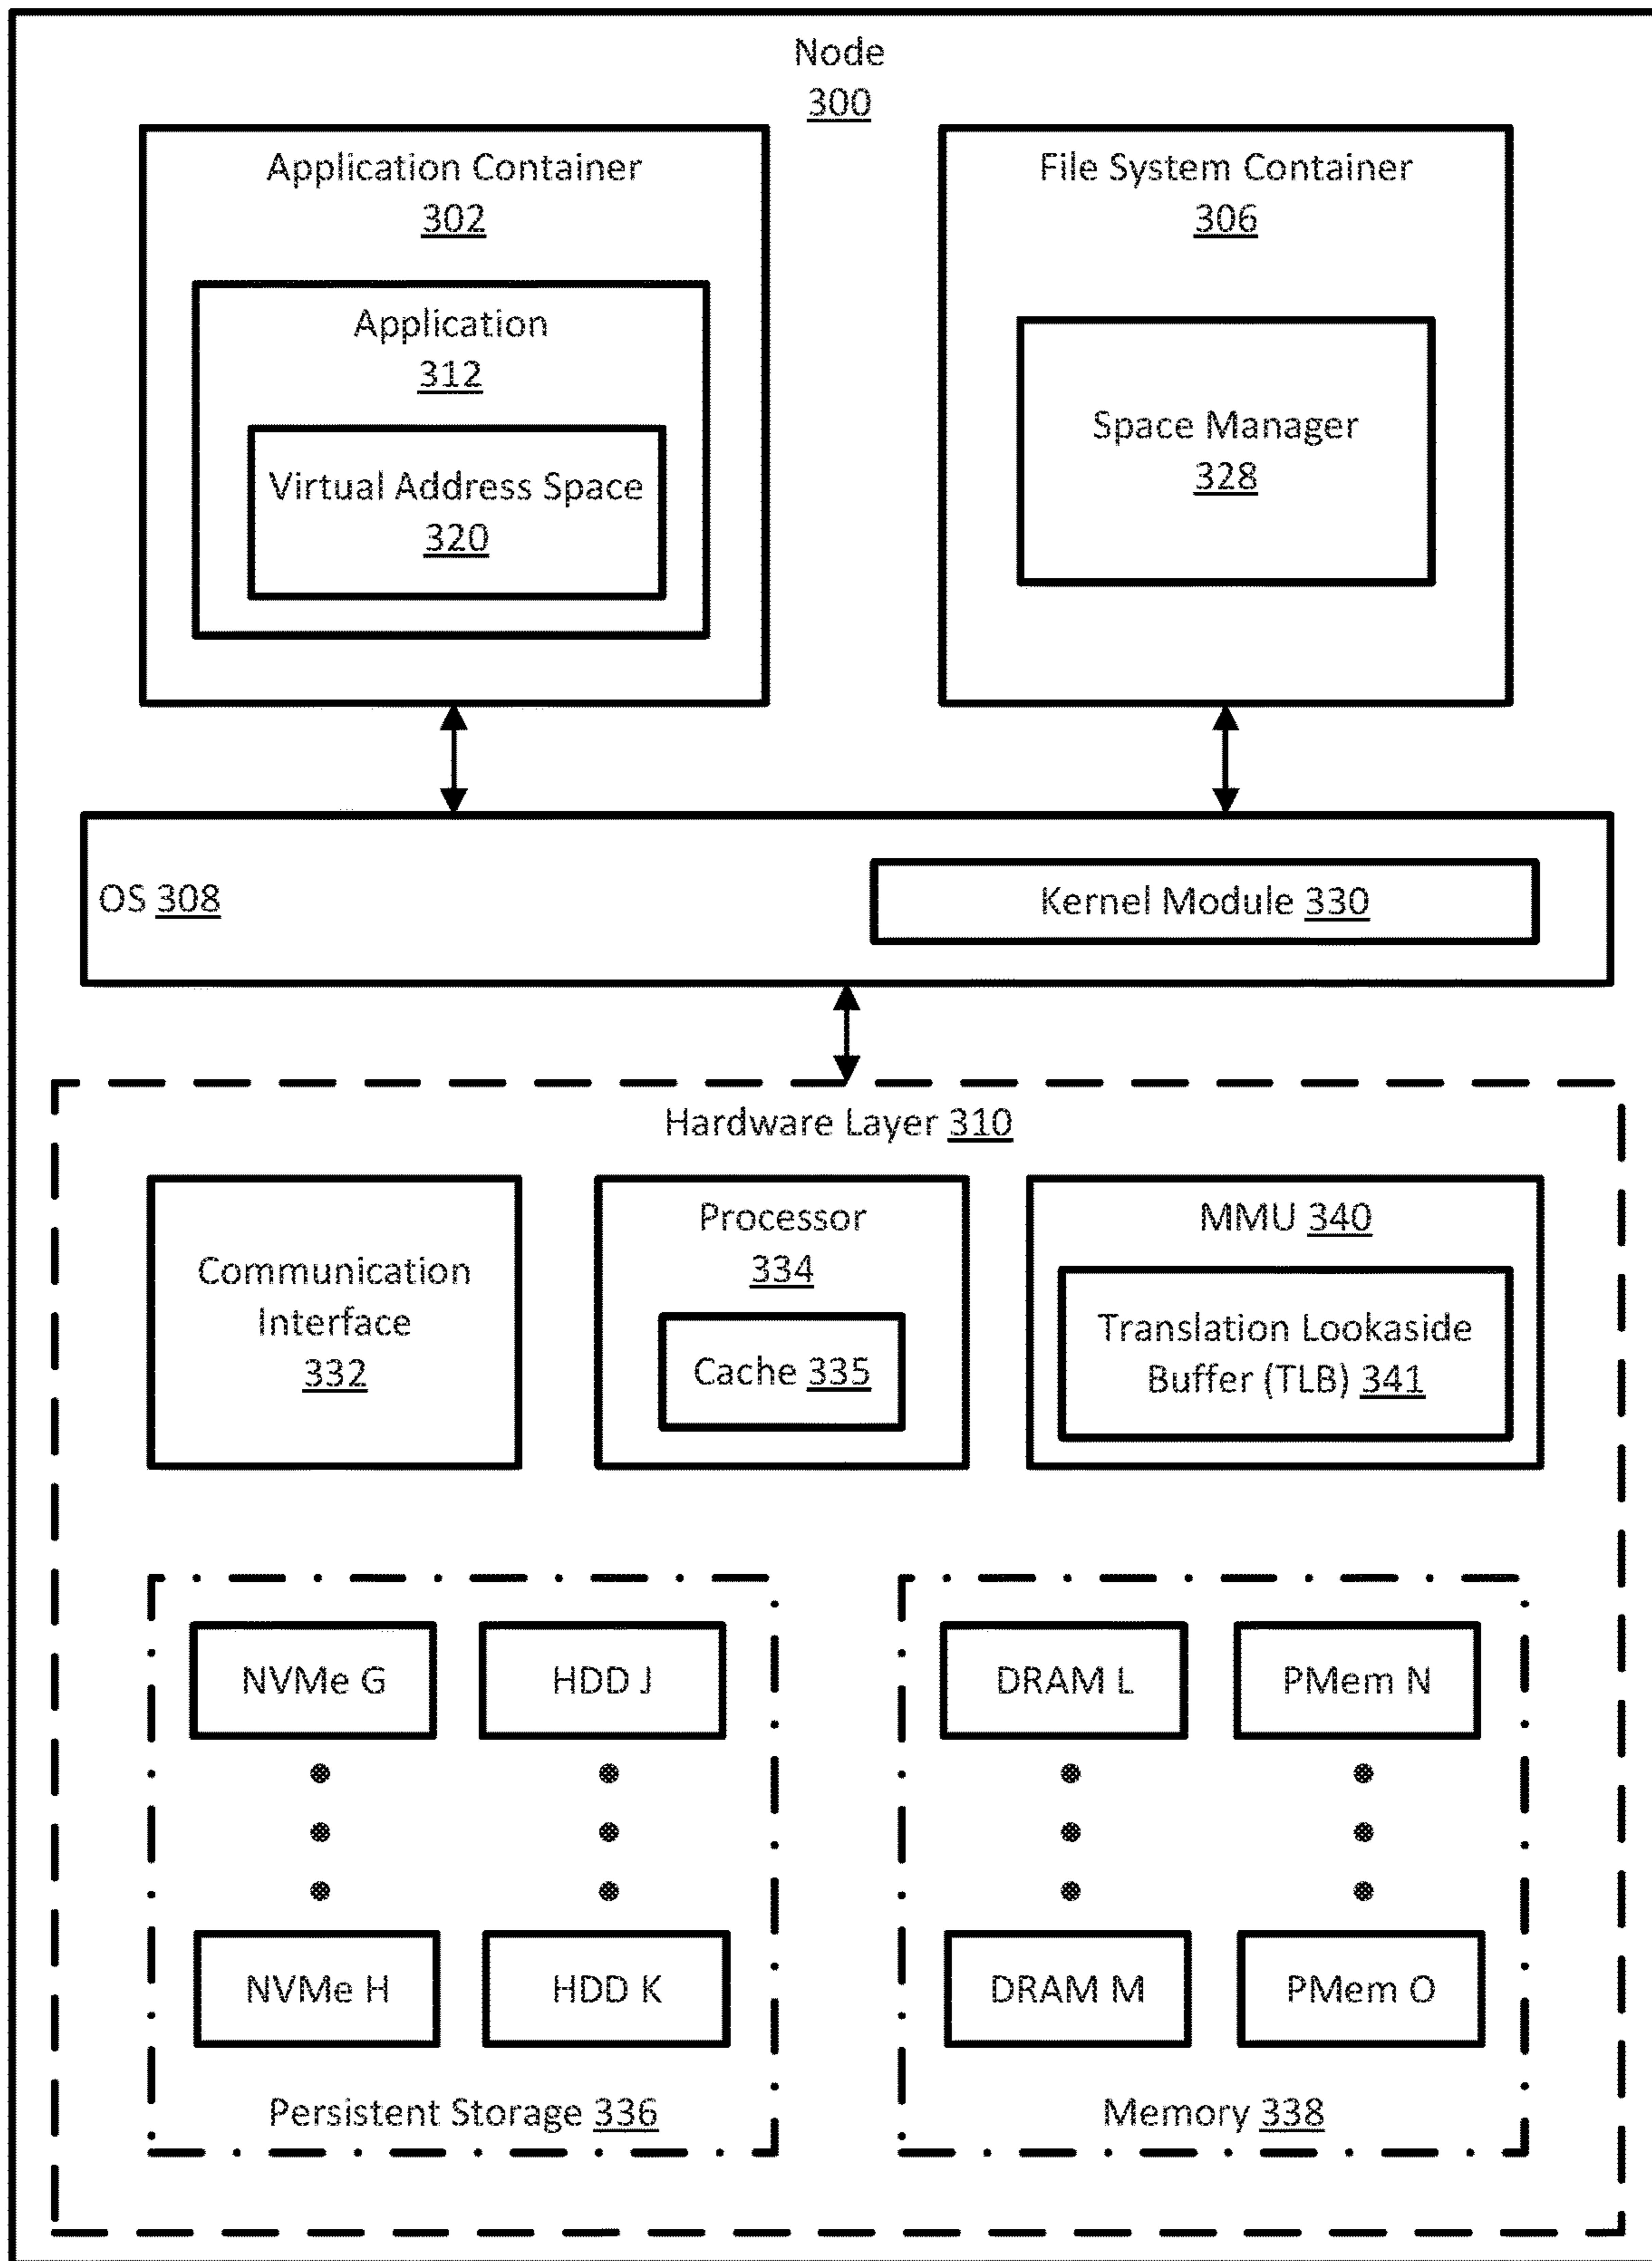 Node
300
Application Container
302
Application
312
Virtual Address Space
320
File System Container
306
Space Manager
328
OS 308
Kernel Module 330
Hardware Layer 310
Communication
Interface
332
Processor
334
Cache 335
MMU 340
Translation Lookaside
Buffer (TLB) 341
NVMe G
HDD J
NVMe H
HDD K
Persistent Storage 336
DRAM L
PMem N
DRAM M
PMem O
Memory 338